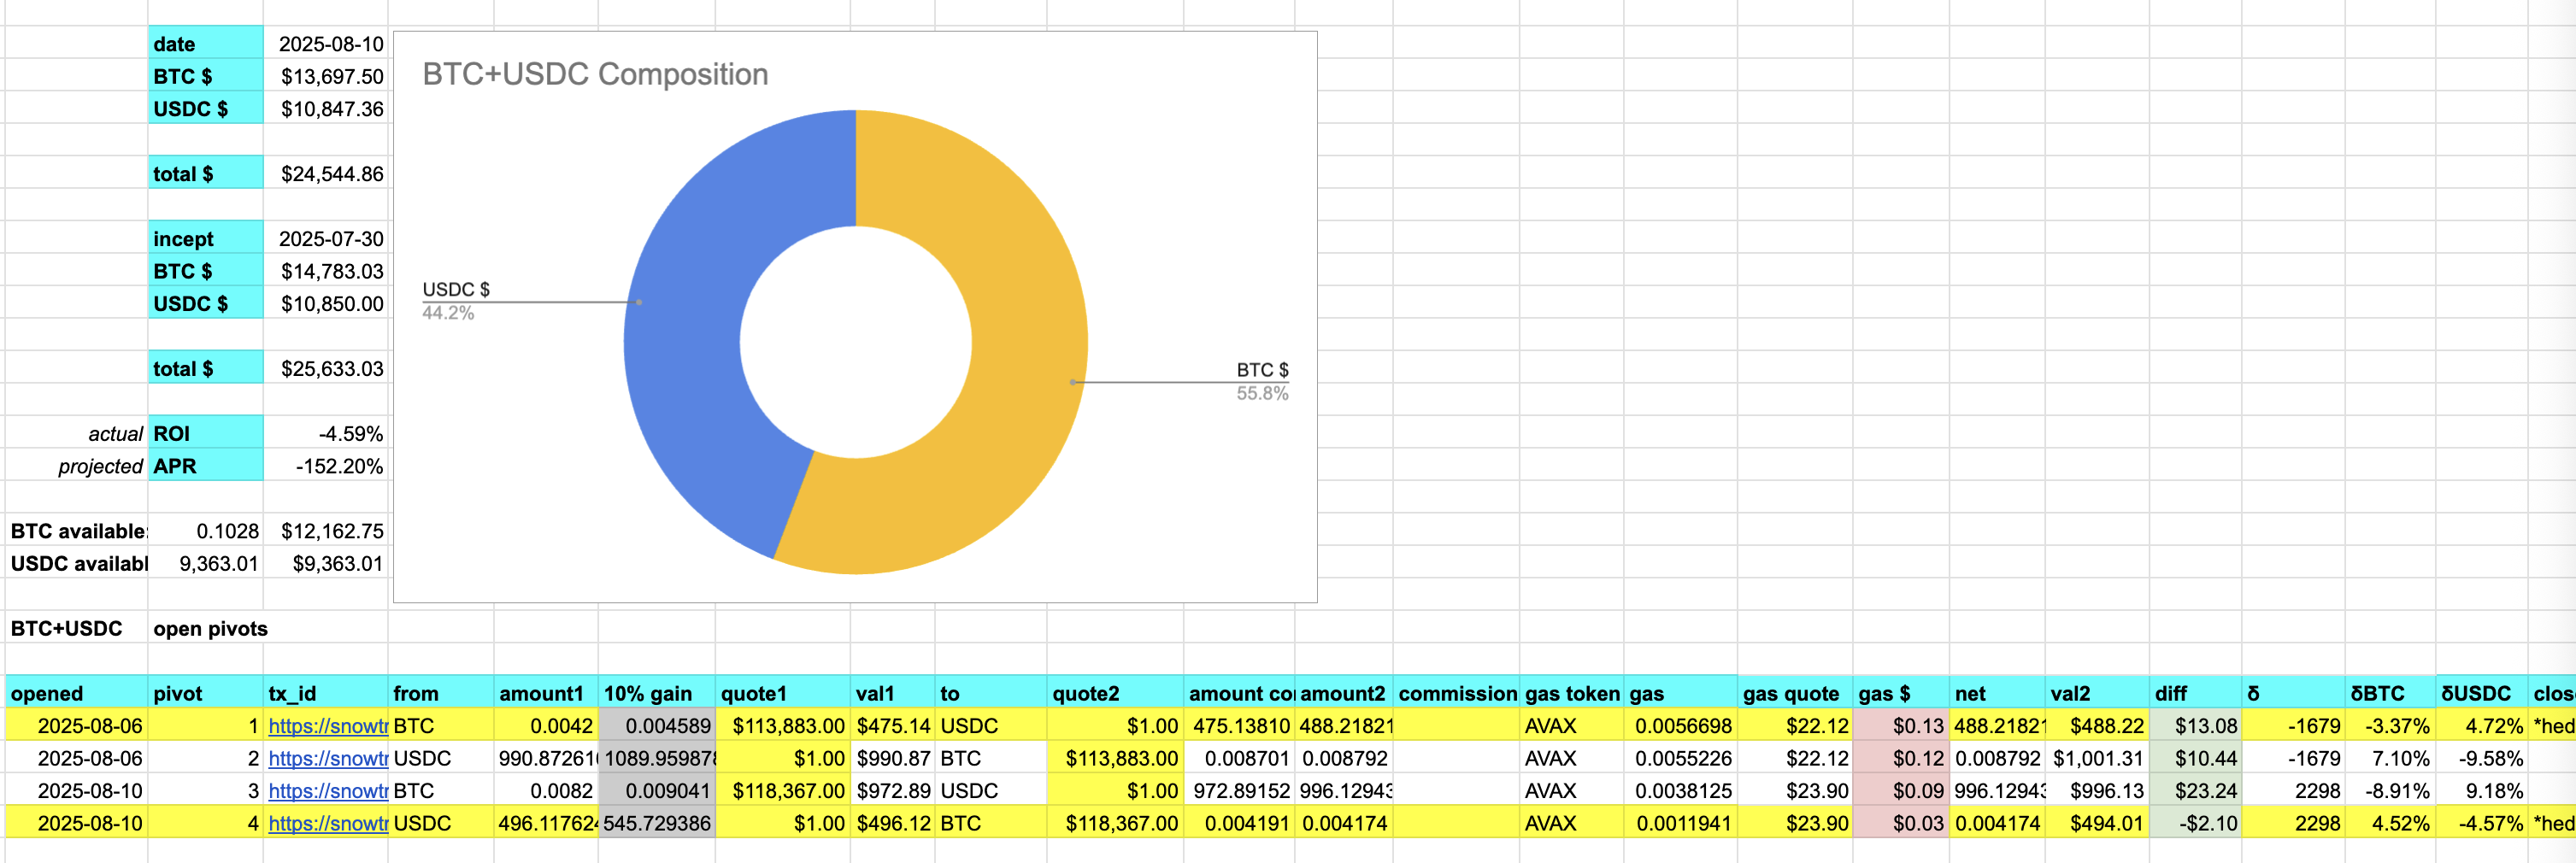 date 2025-08-10
BTC $ $13,697.50
USDC $ $10,847.36
total $ $24,544.86
incept 2025-07-30
BTC $ $14,783.03
USDC $ $10,850.00
total $ $25,633.03
actual ROI -4.59%
projected APR -152.20%
BTC available: 0.1028 $12,162.75
USDC availabl 9,363.01 $9,363.01
BTC+USDC Composition
USDC $
44.2%
BTC $
55.8%
BTC+USDC open pivots
opened pivot tx_id from amount1 10% gain quote1 val1 to quote2 amount co amount2 commission gas token gas gas quote gas $ net val2 diff δ δBTC δUSDC clos
2025-08-06 1 https://snowtr BTC 0.0042 0.004589 $113,883.00 $475.14 USDC $1.00 475.13810 488.21821 AVAX 0.0056698 $22.12 $0.13 488.21821 $488.22 $13.08 -1679 -3.37% 4.72% *hed
2025-08-06 2 https://snowtr USDC 990.87261 1089.959878 $1.00 $990.87 BTC $113,883.00 0.008701 0.008792 AVAX 0.0055226 $22.12 $0.12 0.008792 $1,001.31 $10.44 -1679 7.10% -9.58%
2025-08-10 3 https://snowtr BTC 0.0082 0.009041 $118,367.00 $972.89 USDC $1.00 972.89152 996.12943 AVAX 0.0038125 $23.90 $0.09 996.12943 $996.13 $23.24 2298 -8.91% 9.18%
2025-08-10 4 https://snowtr USDC 496.117624 545.729386 $1.00 $496.12 BTC $118,367.00 0.004191 0.004174 AVAX 0.0011941 $23.90 $0.03 0.004174 $494.01 -$2.10 2298 4.52% -4.57% *hed